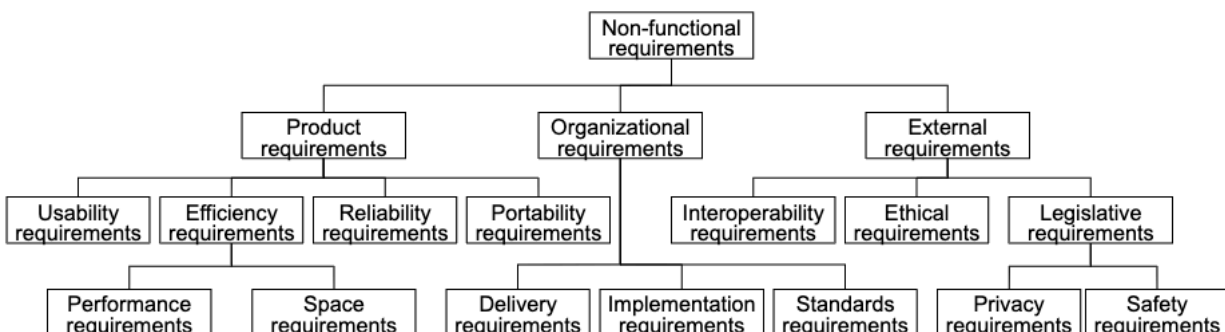 Non-functional
requirements
Product
requirements
Organizational
requirements
External
requirements
Usability
requirements
Efficiency
requirements
Reliability
requirements
Portability
requirements
Interoperability
requirements
Ethical
requirements
Legislative
requirements
Performance
requirements
Space
requirements
Delivery
requirements
Implementation
requirements
Standards
requirements
Privacy
requirements
Safety
requirements